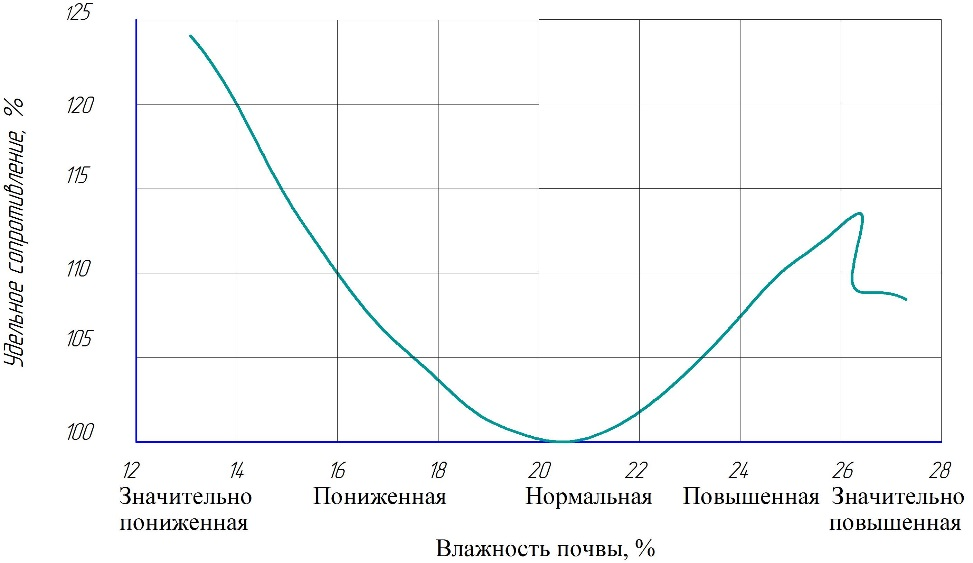 Удельное сопротивление, %
125
120
115
110
105
100
12 14 16 18 20 22 24 26 28
Значительно пониженная
Пониженная
Нормальная
Повышенная
Значительно повышенная
Влажность почвы, %